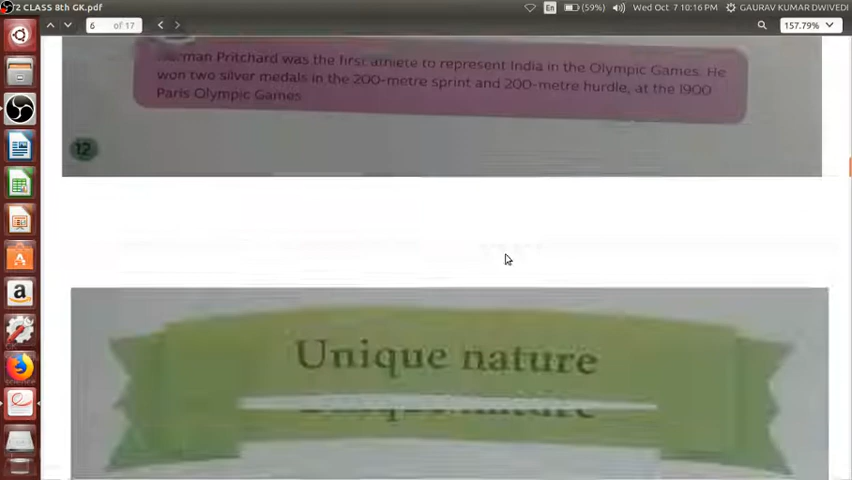 T2 CLASS 8th GK.pdf
En (59%) Wed Oct 7 10:16 PM GAURAV KUMAR DWIVEDI
6 of 17 157.79%
Pritchard was the first athlete to represent India in the Olympic Games. He
won two silver medals in the 200-metre sprint and 200-metre hurdle, at the 1900
Paris Olympic Games
12
Unique nature